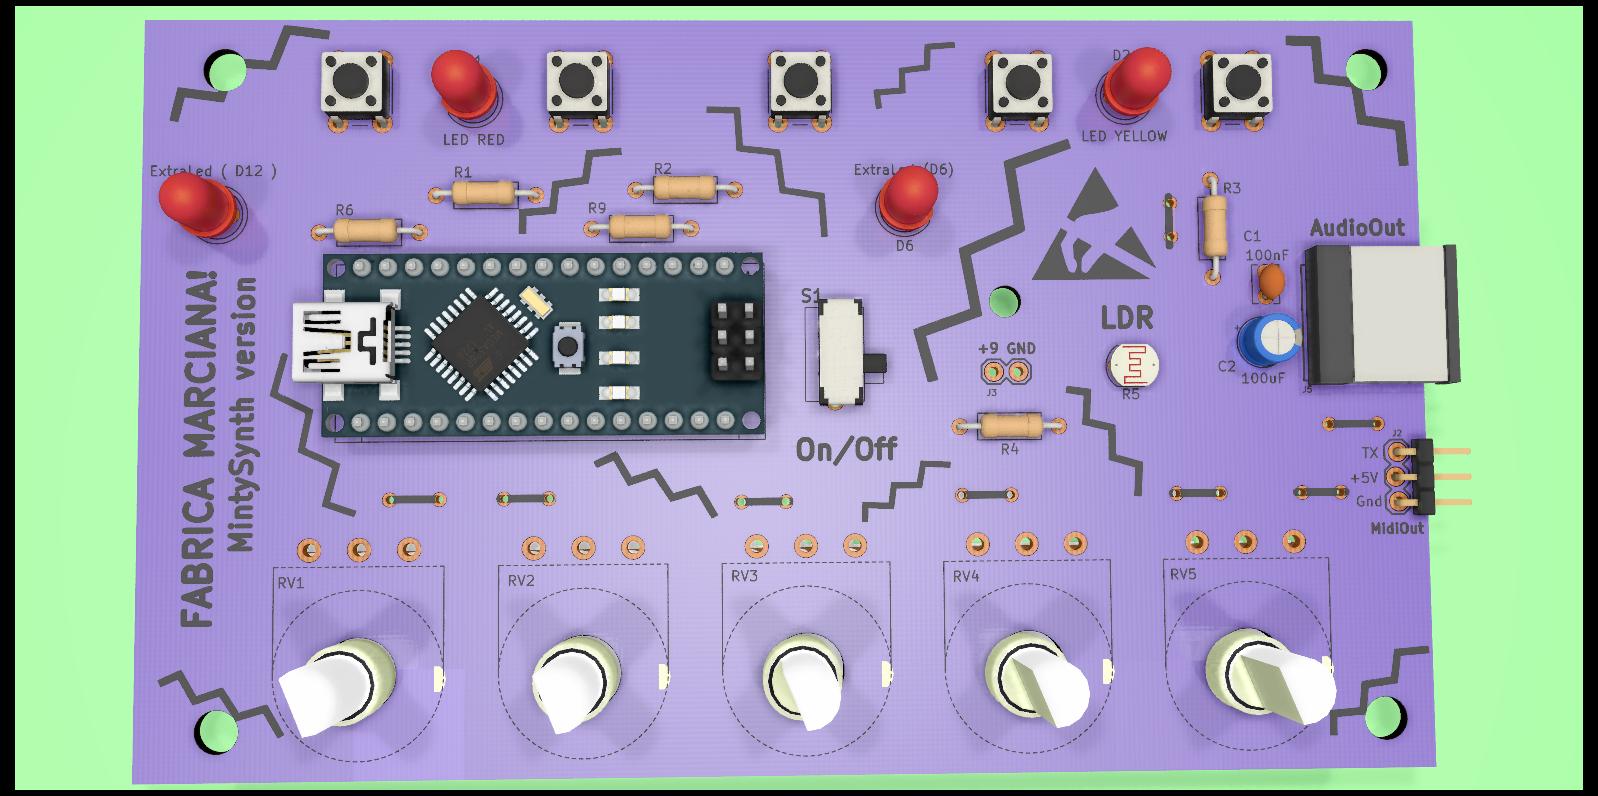 LED RED
LED YELLOW
ExtraLed ( D12 )
R1
R2
(D6)
R3
R6
R9
D6
AudioOut
C1
100nF
S1
LDR
+9 GND
J3
R5
C2
100uF
J5
R4
On/Off
FABRICA MARCIANA!
MintySynth version
J2
TX
+5V
Gnd
MidiOut
RV1
RV2
RV3
RV4
RV5